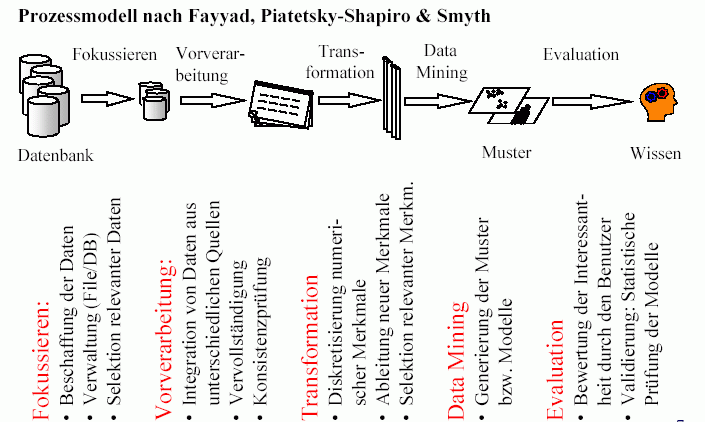 Prozessmodell nach Fayyad, Piatetsky-Shapiro & Smyth
Fokussieren
Vorverar-
beitung
Trans-
formation
Data
Mining
Evaluation
Datenbank
Muster
Wissen
Fokussieren:
• Beschaffung der Daten
• Verwaltung (File/DB)
• Selektion relevanter Daten
Vorverarbeitung:
• Integration von Daten aus
unterschiedlichen Quellen
• Vervollständigung
• Konsistenzprüfung
Transformation
• Diskretisierung numeri-
scher Merkmale
• Ableitung neuer Merkmale
• Selektion relevanter Merkm.
Data Mining
• Generierung der Muster
bzw. Modelle
Evaluation
• Bewertung der Interessant-
heit durch den Benutzer
• Validierung: Statistische
Prüfung der Modelle